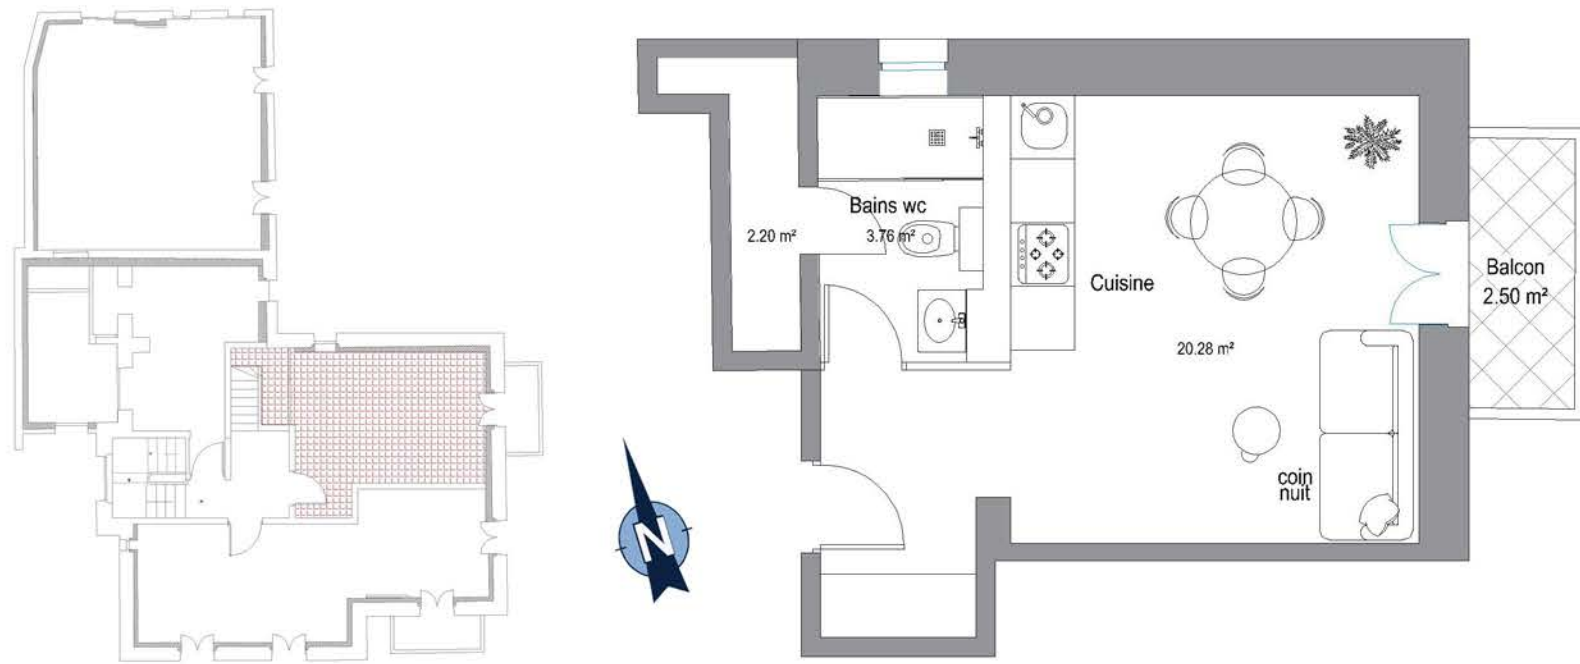 Bains wc
2.20 m²
3.76 m²
Cuisine
Balcon
2.50 m²
20.28 m²
coin
nuit
N